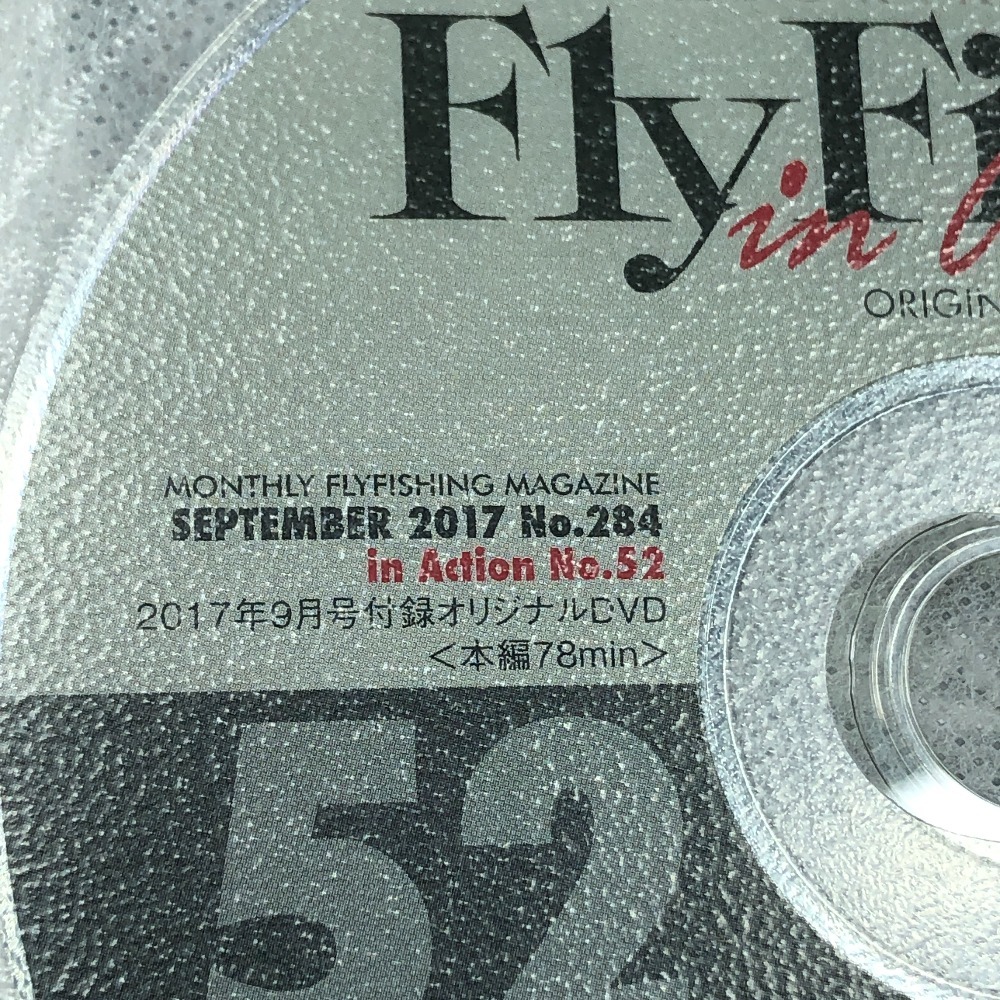 FlyFi
in
ORIGIN
MONTHLY FLYFISHING MAGAZINE
SEPTEMBER 2017 No.284
in Action No.52
2017年9月号付録オリジナルDVD
<本編78min>
52